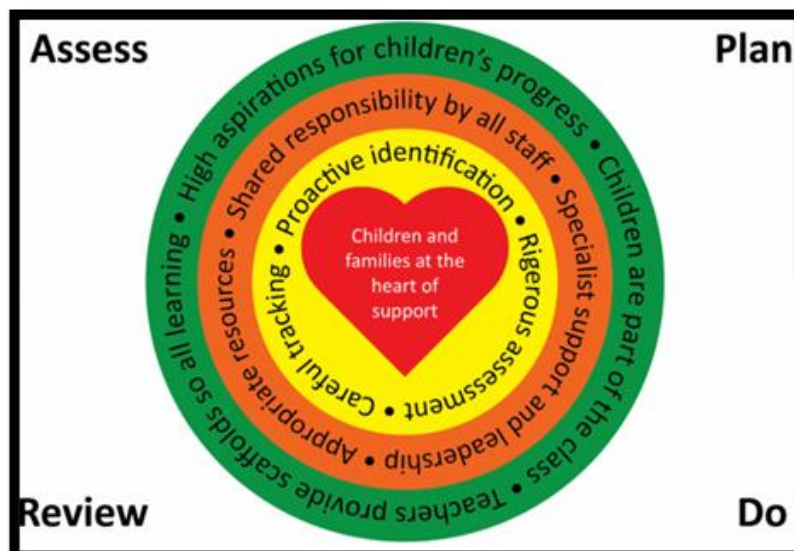 Assess
Plan
High aspirations for children's progress • Children are part of the class • Teachers provide scaffolds so all learning •
Shared responsibility by all staff • Specialist support and leadership • Appropriate resources •
Proactive identification • Rigerous assessment • Careful tracking •
Children and
families at the
heart of
support
Review
Do